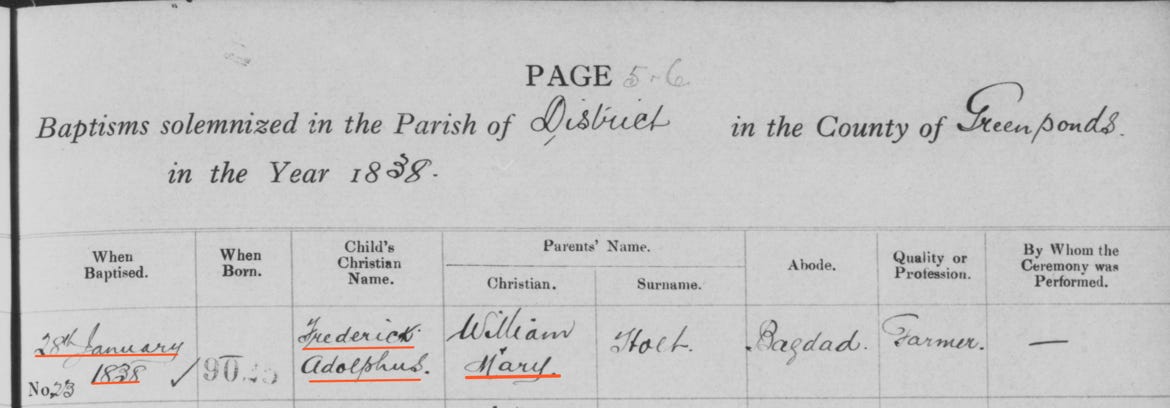 PAGE 5-6
Baptisms solemnized in the Parish of District in the County of Greenponds.
in the Year 1838.
When Baptised.
When Born.
Child's Christian Name.
Parents' Name.
Christian.
Surname.
Abode.
Quality or Profession.
By Whom the Ceremony was Performed.
28th January 1838
No. 23
✓
—
Frederick
Adolphus.
William
+ Mary.
Holt.
Bagdad.
Farmer.
—